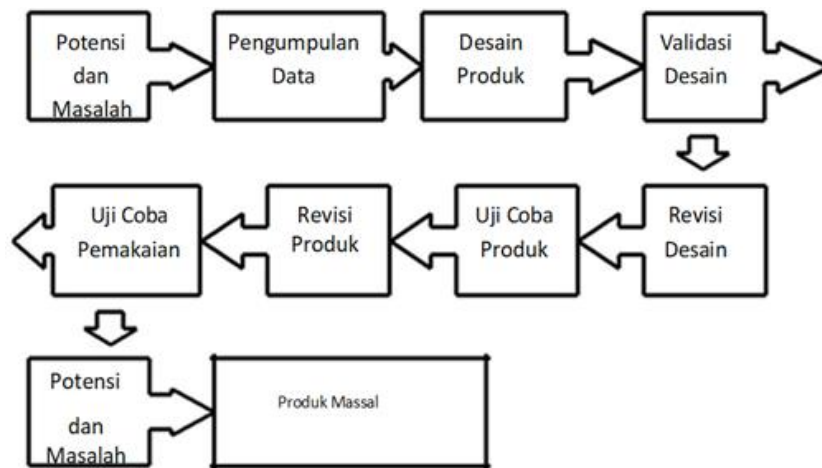 Potensi
dan
Masalah
Pengumpulan
Data
Desain
Produk
Validasi
Desain
Uji Coba
Pemakaian
Revisi
Produk
Uji Coba
Produk
Revisi
Desain
Potensi
dan
Masalah
Produk Massal